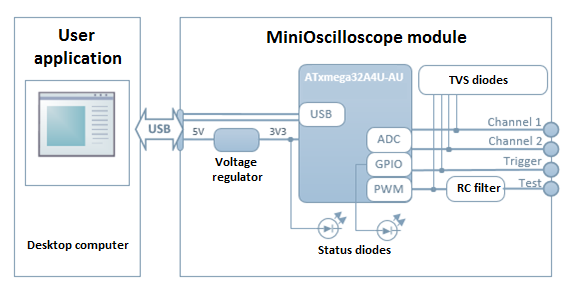 User
application
MiniOscilloscope module
ATxmega32A4U-AU
TVS diodes
USB
USB
5V
3V3
Voltage
regulator
ADC
GPIO
PWM
RC filter
Channel 1
Channel 2
Trigger
Test
Desktop computer
Status diodes